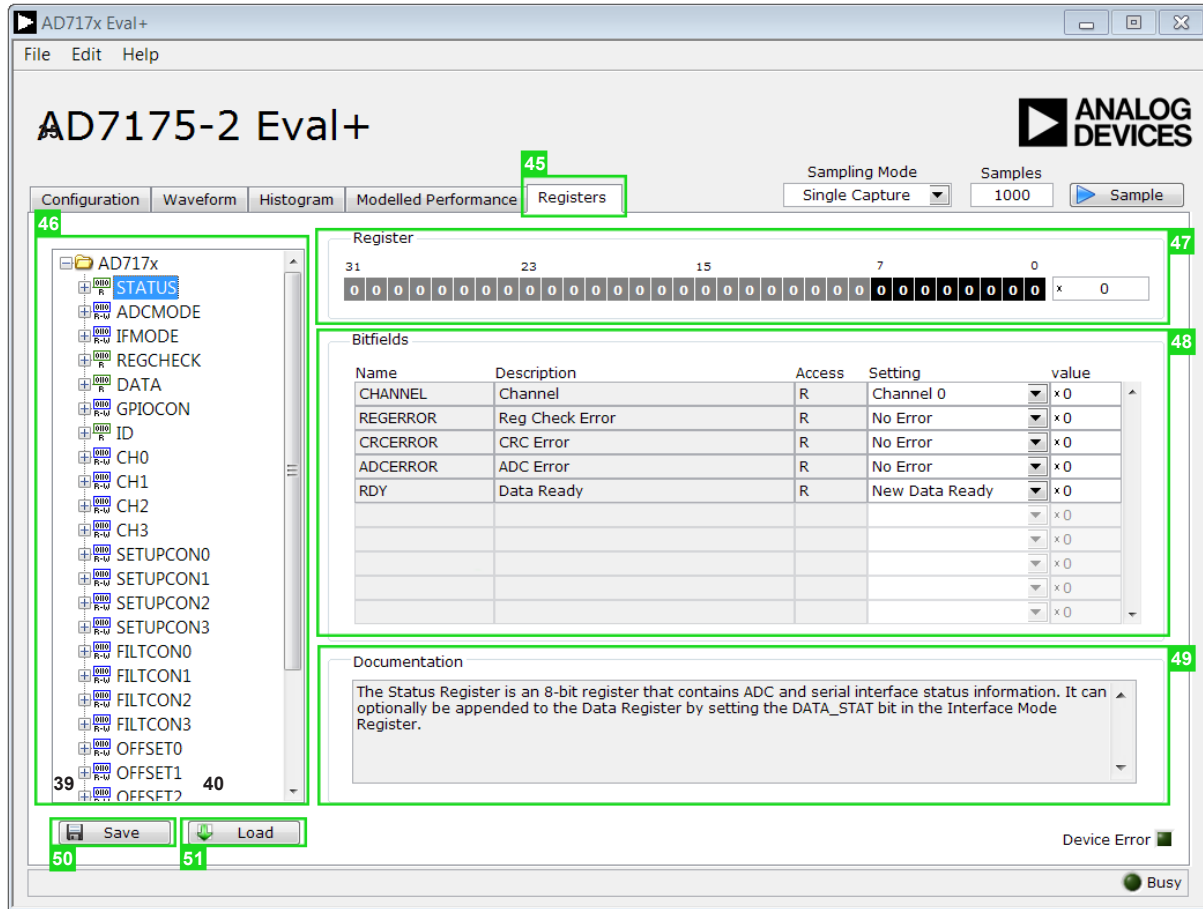 AD717x Eval+
File Edit Help
AD7175-2 Eval+
35
ANALOG
DEVICES
45
Sampling Mode Samples
Configuration Waveform Histogram Modelled Performance Registers Single Capture 1000 Sample
46
47
Register
31 23 15 7 0
0 0 0 0 0 0 0 0 0 0 0 0 0 0 0 0 0 0 0 0 0 0 0 0 0 0 0 0 0 0 0 0 x 0
AD717x
STATUS
ADCMODE
IFMODE
REGCHECK
DATA
GPIOCON
ID
CH0
CH1
CH2
CH3
SETUPCON0
SETUPCON1
SETUPCON2
SETUPCON3
FILTCON0
FILTCON1
FILTCON2
FILTCON3
OFFSET0
OFFSET1
39 40
OFFSET2
48
Bitfields
Name Description Access Setting value
CHANNEL Channel R Channel 0 x 0
REGERROR Reg Check Error R No Error x 0
CRCERROR CRC Error R No Error x 0
ADCERROR ADC Error R No Error x 0
RDY Data Ready R New Data Ready x 0
x 0
x 0
x 0
x 0
x 0
49
Documentation
The Status Register is an 8-bit register that contains ADC and serial interface status information. It can
optionally be appended to the Data Register by setting the DATA_STAT bit in the Interface Mode
Register.
Save Load
50 51
Device Error
Busy